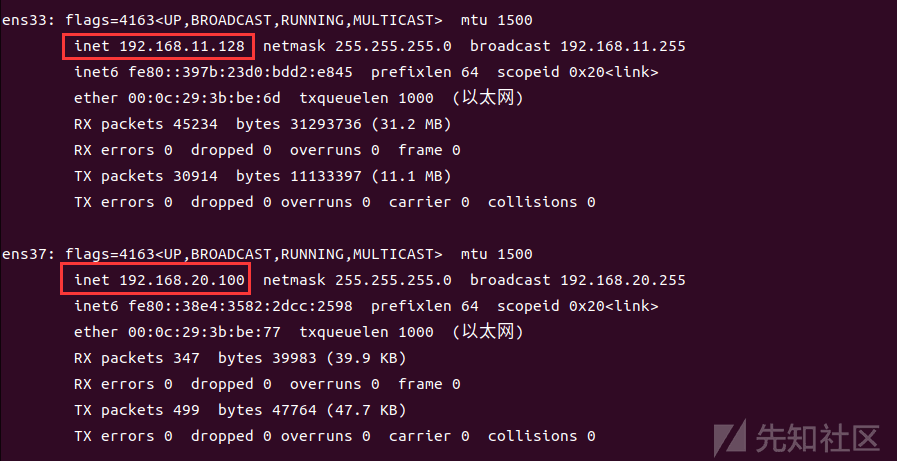 ens33: flags=4163<UP,BROADCAST,RUNNING,MULTICAST>  mtu 1500
        inet 192.168.11.128  netmask 255.255.255.0  broadcast 192.168.11.255
        inet6 fe80::397b:23d0:bdd2:e845  prefixlen 64  scopeid 0x20<link>
        ether 00:0c:29:3b:be:6d  txqueuelen 1000  (以太网)
        RX packets 45234  bytes 31293736 (31.2 MB)
        RX errors 0  dropped 0  overruns 0  frame 0
        TX packets 30914  bytes 11133397 (11.1 MB)
        TX errors 0  dropped 0 overruns 0  carrier 0  collisions 0
ens37: flags=4163<UP,BROADCAST,RUNNING,MULTICAST>  mtu 1500
        inet 192.168.20.100  netmask 255.255.255.0  broadcast 192.168.20.255
        inet6 fe80::38e4:3582:2dcc:2598  prefixlen 64  scopeid 0x20<link>
        ether 00:0c:29:3b:be:77  txqueuelen 1000  (以太网)
        RX packets 347  bytes 39983 (39.9 KB)
        RX errors 0  dropped 0  overruns 0  frame 0
        TX packets 499  bytes 47764 (47.7 KB)
        TX errors 0  dropped 0 overruns 0  carrier 0  collisions 0
先知社区